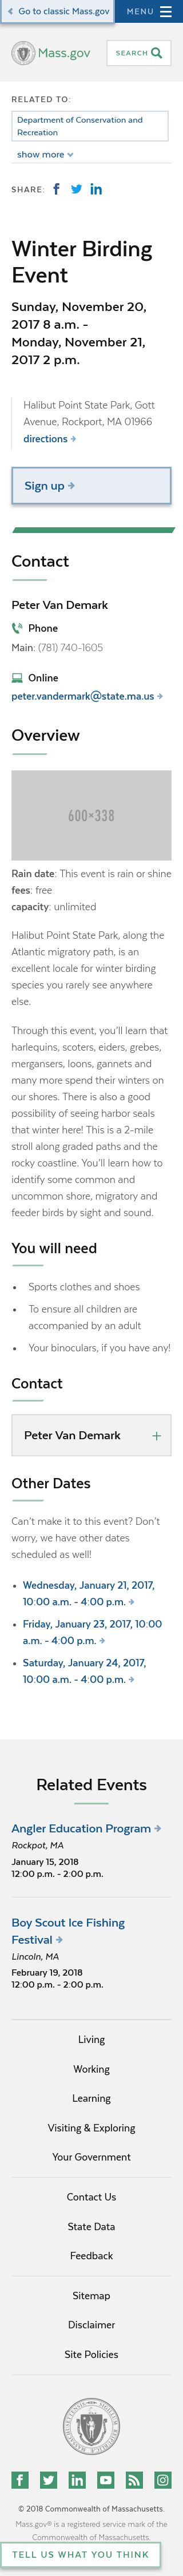 Go to classic Mass.gov
MENU
Mass.gov
SEARCH
RELATED TO:
Department of Conservation and
Recreation
show more
SHARE:
Winter Birding
Event
Sunday, November 20,
2017 8 a.m. -
Monday, November 21,
2017 2 p.m.
Halibut Point State Park, Gott
Avenue, Rockport, MA 01966
directions
Sign up
Contact
Peter Van Demark
Phone
Main: (781) 740-1605
Online
peter.vandermark@state.ma.us
Overview
600×338
Rain date: This event is rain or shine
fees: free
capacity: unlimited
Halibut Point State Park, along the
Atlantic migratory path, is an
excellent locale for winter birding
species you rarely see anywhere
else.
Through this event, you'll learn that
harlequins, scoters, eiders, grebes,
mergansers, loons, gannets and
many more spend their winters on
our shores. There is also a good
possibility of seeing harbor seals
that winter here! This is a 2-mile
stroll along graded paths and the
rocky coastline. You'll learn how to
identify some common and
uncommon shore, migratory and
feeder birds by sight and sound.
You will need
Sports clothes and shoes
To ensure all children are
accompanied by an adult
Your binoculars, if you have any!
Contact
Peter Van Demark
Other Dates
Can't make it to this event? Don't
worry, we have other dates
scheduled as well!
Wednesday, January 21, 2017,
10:00 a.m. - 4:00 p.m.
Friday, January 23, 2017, 10:00
a.m. - 4:00 p.m.
Saturday, January 24, 2017,
10:00 a.m. - 4:00 p.m.
Related Events
Angler Education Program
Rockpot, MA
January 15, 2018
12:00 p.m. - 2:00 p.m.
Boy Scout Ice Fishing
Festival
Lincoln, MA
February 19, 2018
12:00 p.m. - 2:00 p.m.
Living
Working
Learning
Visiting & Exploring
Your Government
Contact Us
State Data
Feedback
Sitemap
Disclaimer
Site Policies
© 2018 Commonwealth of Massachusetts.
Mass.gov® is a registered service mark of the
Commonwealth of Massachusetts.
TELL US WHAT YOU THINK